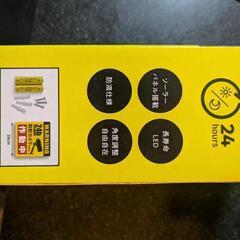 24
hours
ソーラー
パネル搭載
防滴仕様
長寿命
LED
角度調整
自由自在
WARNING
24h
作動中